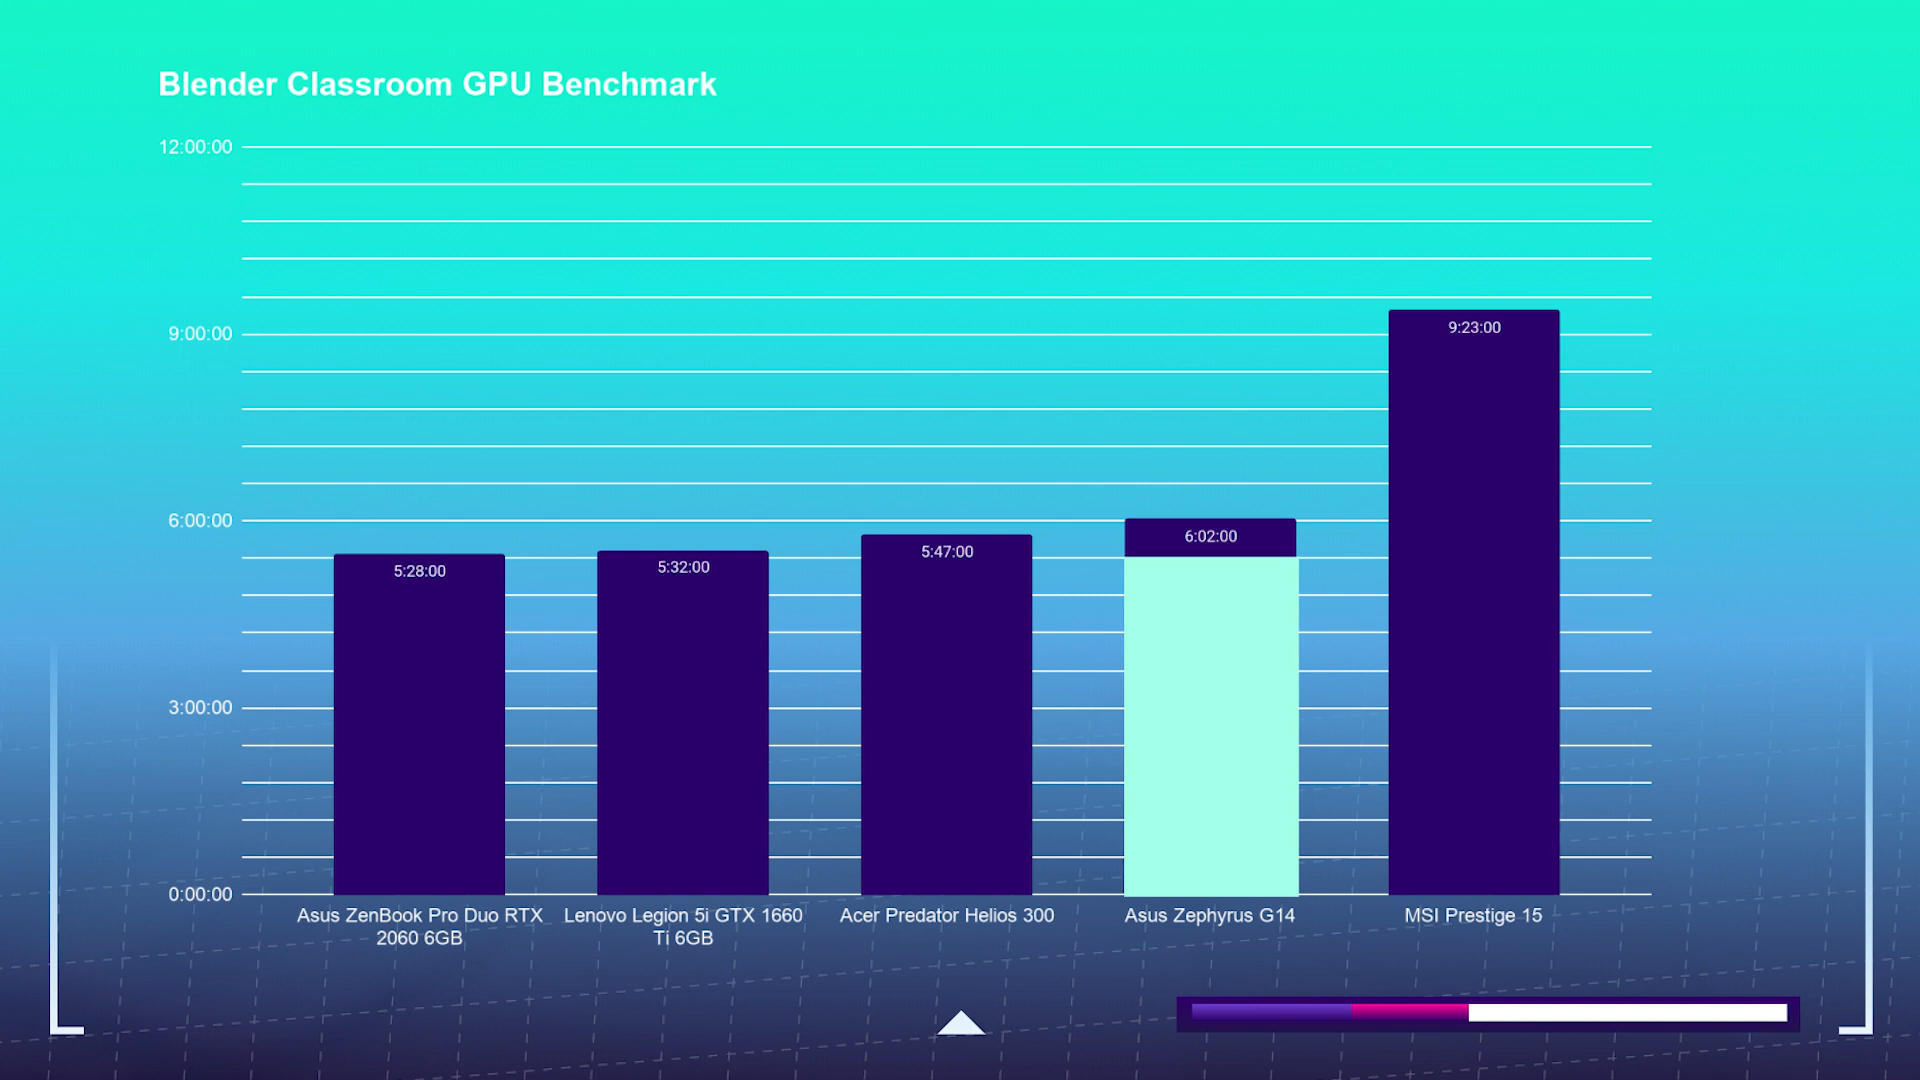 Blender Classroom GPU Benchmark
12:00:00
9:00:00
6:00:00
3:00:00
0:00:00
5:28:00
5:32:00
5:47:00
6:02:00
9:23:00
Asus ZenBook Pro Duo RTX
2060 6GB
Lenovo Legion 5i GTX 1660
Ti 6GB
Acer Predator Helios 300
Asus Zephyrus G14
MSI Prestige 15